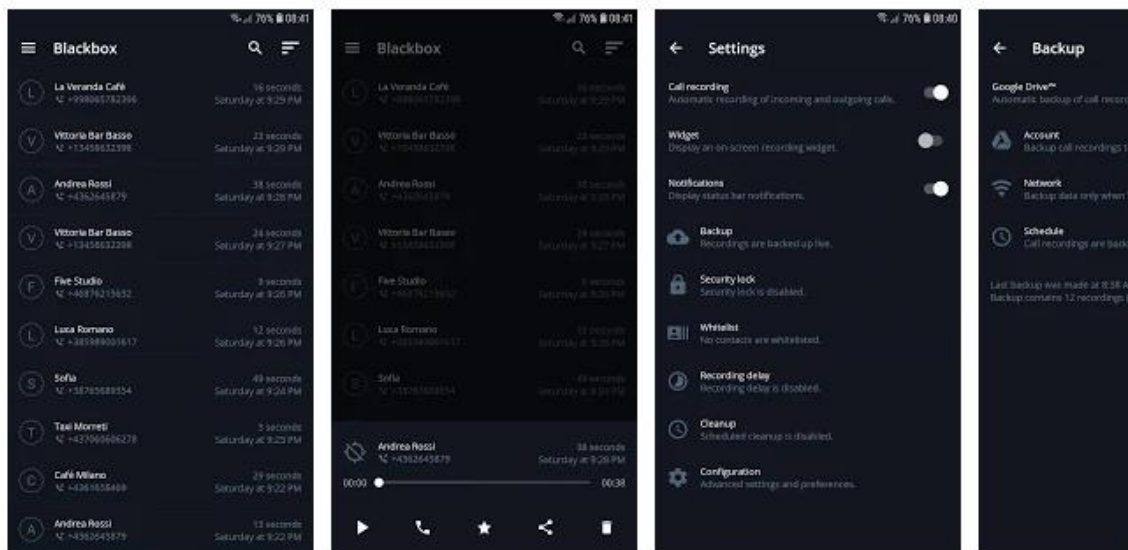 76% 08:41
Blackbox
L
La Veranda Café
16 seconds
+998065782396
Saturday at 9:29 PM
V
Vittoria Bar Basso
23 seconds
+13458632398
Saturday at 9:29 PM
A
Andrea Rossi
38 seconds
+4362645879
Saturday at 9:28 PM
V
Vittoria Bar Basso
24 seconds
+13458632398
Saturday at 9:27 PM
F
Five Studio
seconds
Saturday at 9:26 PM
L
Luca Romano
12 seconds
+385989001617
Saturday at 9:26 PM
S
Sofia
49 seconds
+38765689554
Saturday at 9:24 PM
T
Taxi Morreti
3 seconds
+437060606278
Saturday at 9:23 PM
C
Café Milano
29 seconds
Saturday at 9:22 PM
A
Andrea Rossi
13 seconds
+4362645879
Saturday at 9:22 PM
76% 08:41
Blackbox
L
La Veranda Café
V
Vittoria Bar Basso
A
Andrea Rossi
V
Vittoria Bar Basso
F
Five Studio
L
Luca Romano
S
Sofia
Andrea Rossi
38 seconds
+4362645879
Saturday at 9:28 PM
00:00
00:38
76% 08:40
Settings
Call recording
Automatic recording of incoming and outgoing calls.
Widget
Display an on-screen recording widget.
Notifications
Display status bar notifications.
Backup
Recordings are backed up live.
Security lock
Security lock is disabled.
Whitelist
No contacts are whitelisted.
Recording delay
Recording delay is disabled.
Cleanup
Scheduled cleanup is disabled.
Configuration
Advanced settings and preferences.
Backup
Google Drive™
Automatic backup of call record
Account
Backup call recordings t
Network
Backup data only when
Schedule
Call recordings are back
Last backup was made at 8:38 A
Backup contains 12 recordings